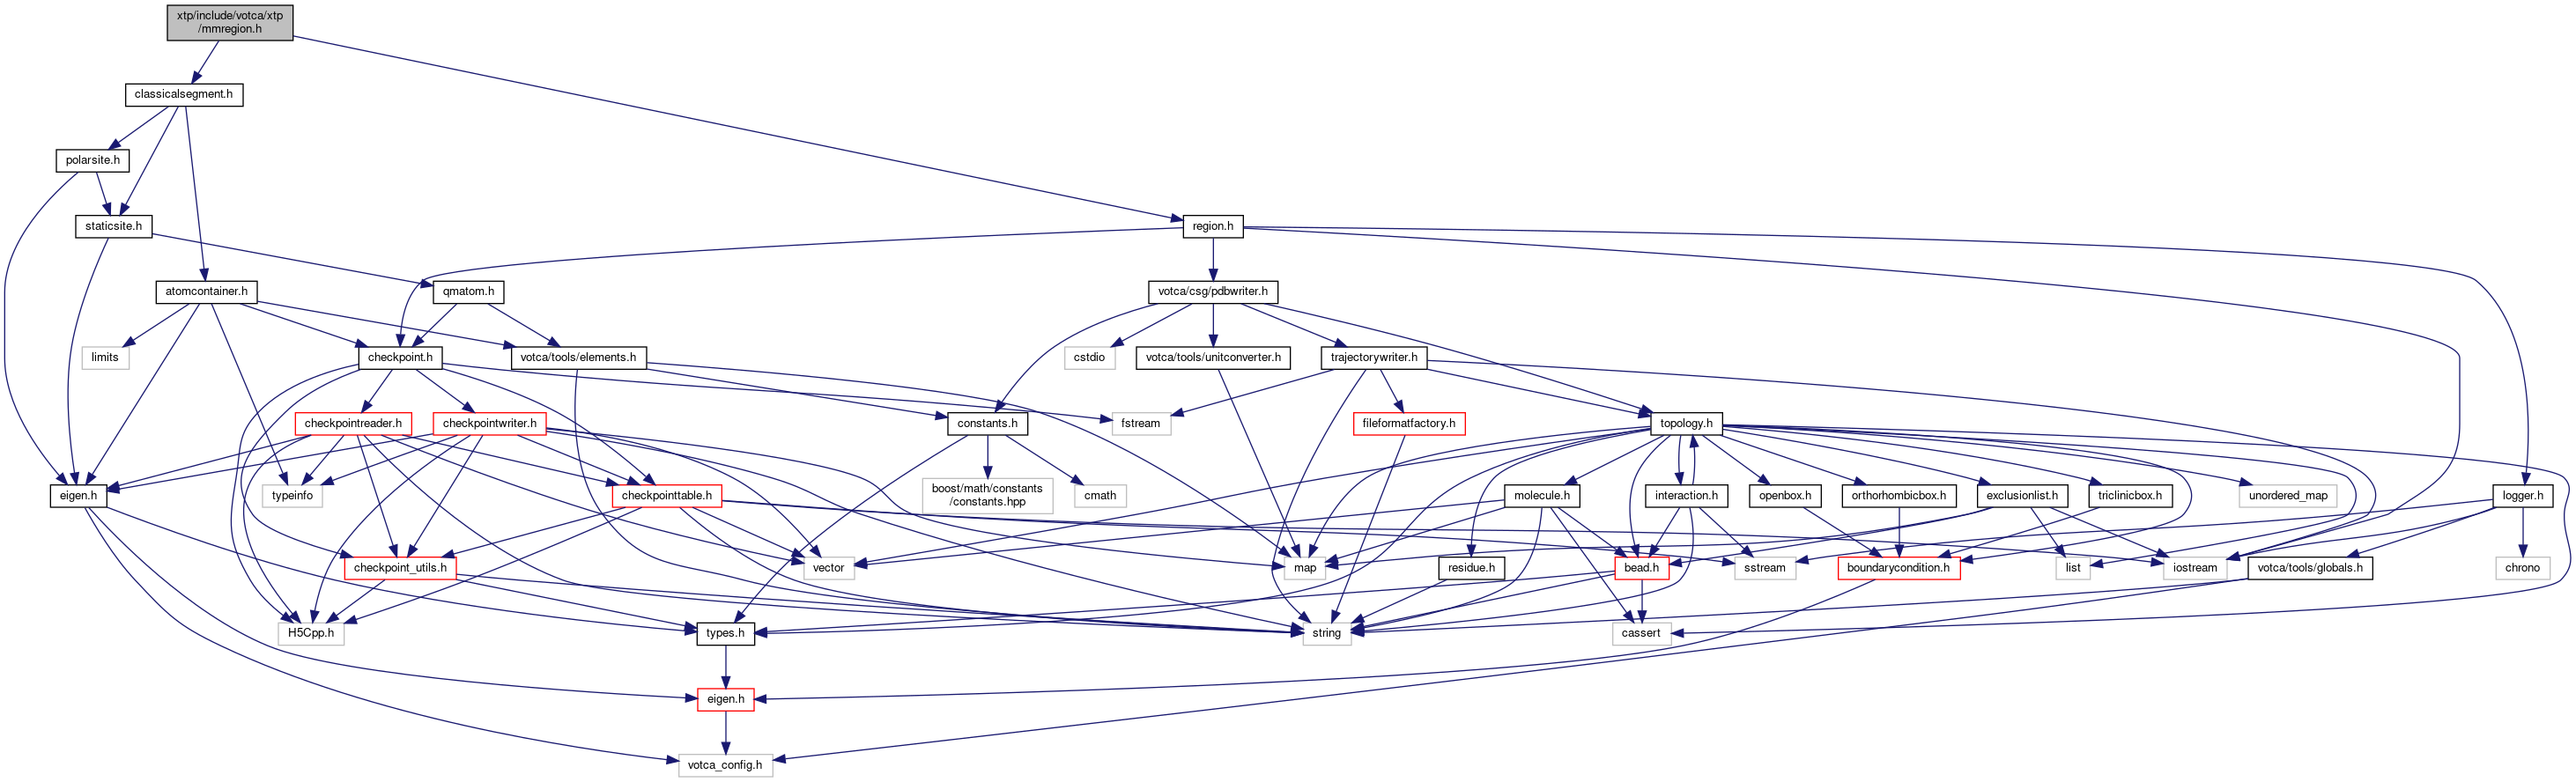 xtp/include/votca/xtp
/mmregion.h
classicalsegment.h
polarsite.h
staticsite.h
region.h
atomcontainer.h
qmatom.h
votca/csg/pdbwriter.h
limits
checkpoint.h
votca/tools/elements.h
cstdio
votca/tools/unitconverter.h
trajectorywriter.h
checkpointreader.h
checkpointwriter.h
constants.h
fstream
fileformatfactory.h
topology.h
eigen.h
typeinfo
checkpointtable.h
boost/math/constants
/constants.hpp
cmath
molecule.h
interaction.h
openbox.h
orthorhombicbox.h
exclusionlist.h
triclinicbox.h
unordered_map
logger.h
checkpoint_utils.h
vector
map
residue.h
bead.h
sstream
boundarycondition.h
list
iostream
votca/tools/globals.h
chrono
H5Cpp.h
types.h
string
cassert
eigen.h
votca_config.h